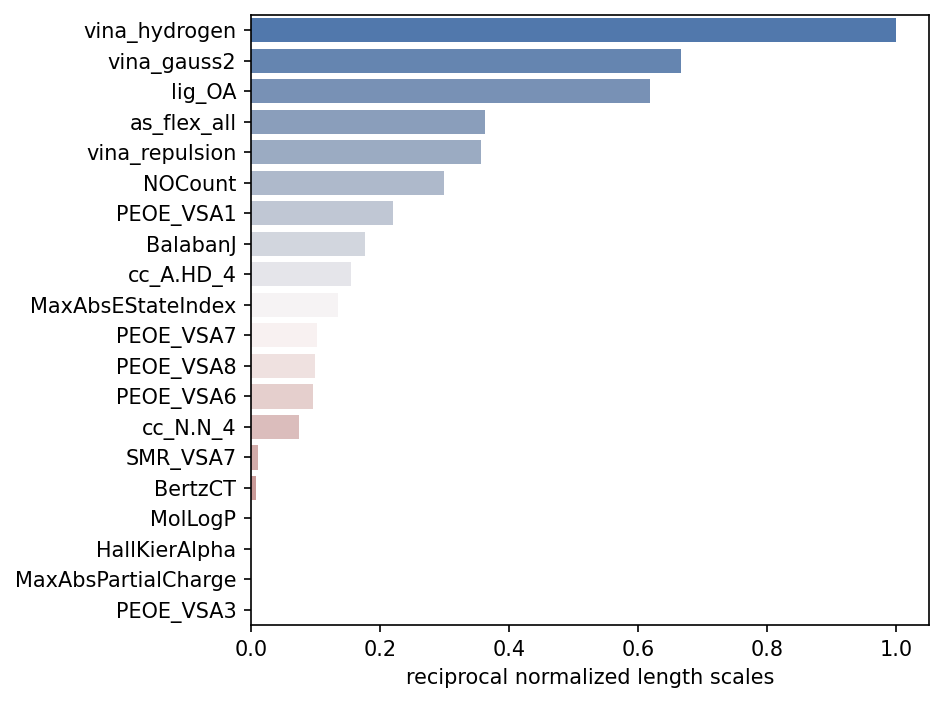 vina_hydrogen
vina_gauss2
lig_OA
as_flex_all
vina_repulsion
NOCount
PEOE_VSA1
BalabanJ
cc_A.HD_4
MaxAbsEStateIndex
PEOE_VSA7
PEOE_VSA8
PEOE_VSA6
cc_N.N_4
SMR_VSA7
BertzCT
MolLogP
HallKierAlpha
MaxAbsPartialCharge
PEOE_VSA3
0.0 0.2 0.4 0.6 0.8 1.0
reciprocal normalized length scales